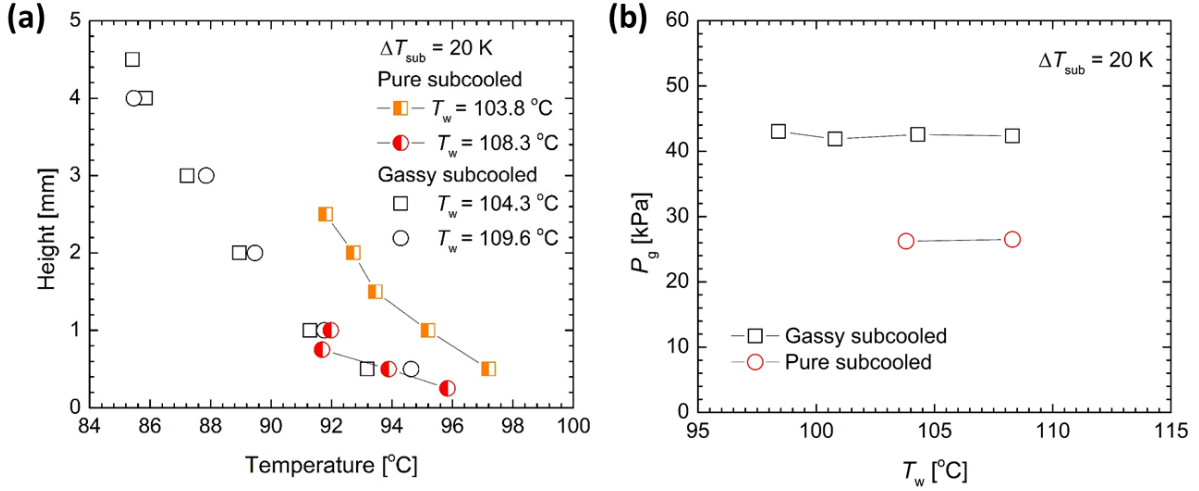 (a)
5
4
3
2
1
0
Height [mm]
84 86 88 90 92 94 96 98 100
Temperature [°C]
ΔTsub = 20 K
Pure subcooled
Tw = 103.8 °C
Tw = 108.3 °C
Gassy subcooled
Tw = 104.3 °C
Tw = 109.6 °C
(b)
60
50
40
30
20
10
0
Pg [kPa]
95 100 105 110 115
Tw [°C]
ΔTsub = 20 K
Gassy subcooled
Pure subcooled